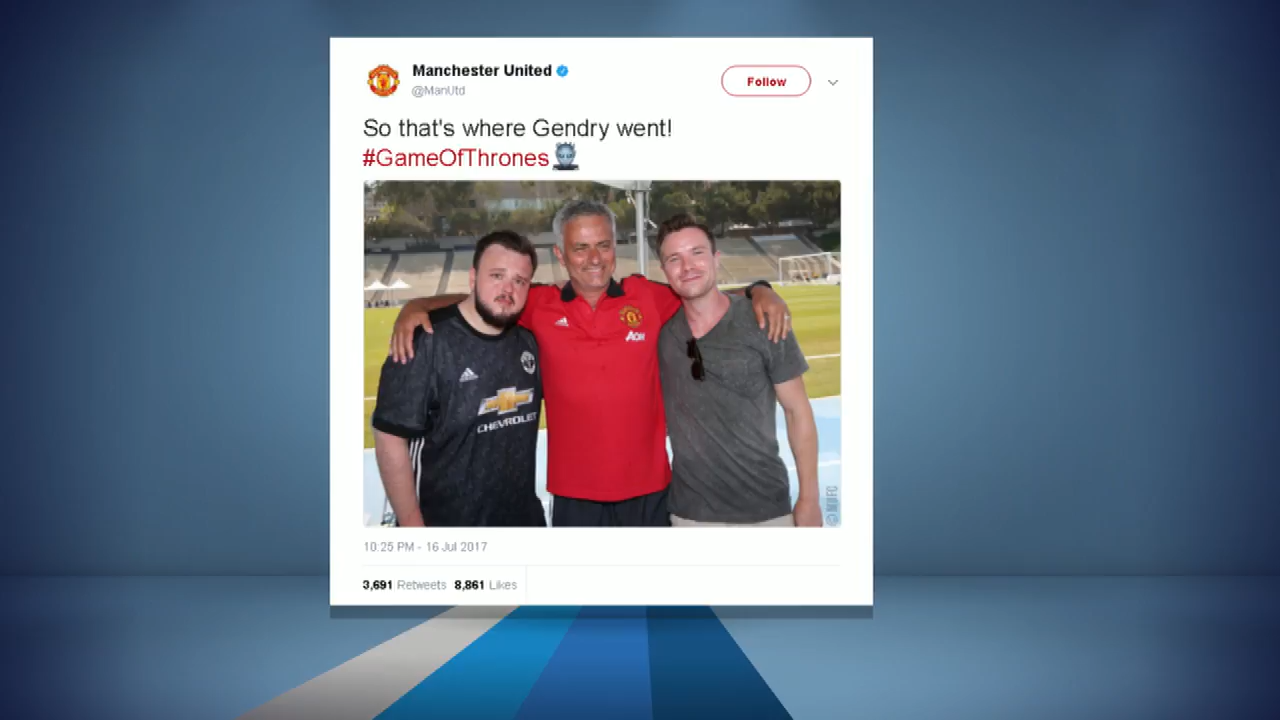 Manchester United
@ManUtd
Follow
So that's where Gendry went!
#GameOfThrones
AON
CHEVROLET
© MUFC
10:25 PM - 16 Jul 2017
3,691 Retweets 8,861 Likes